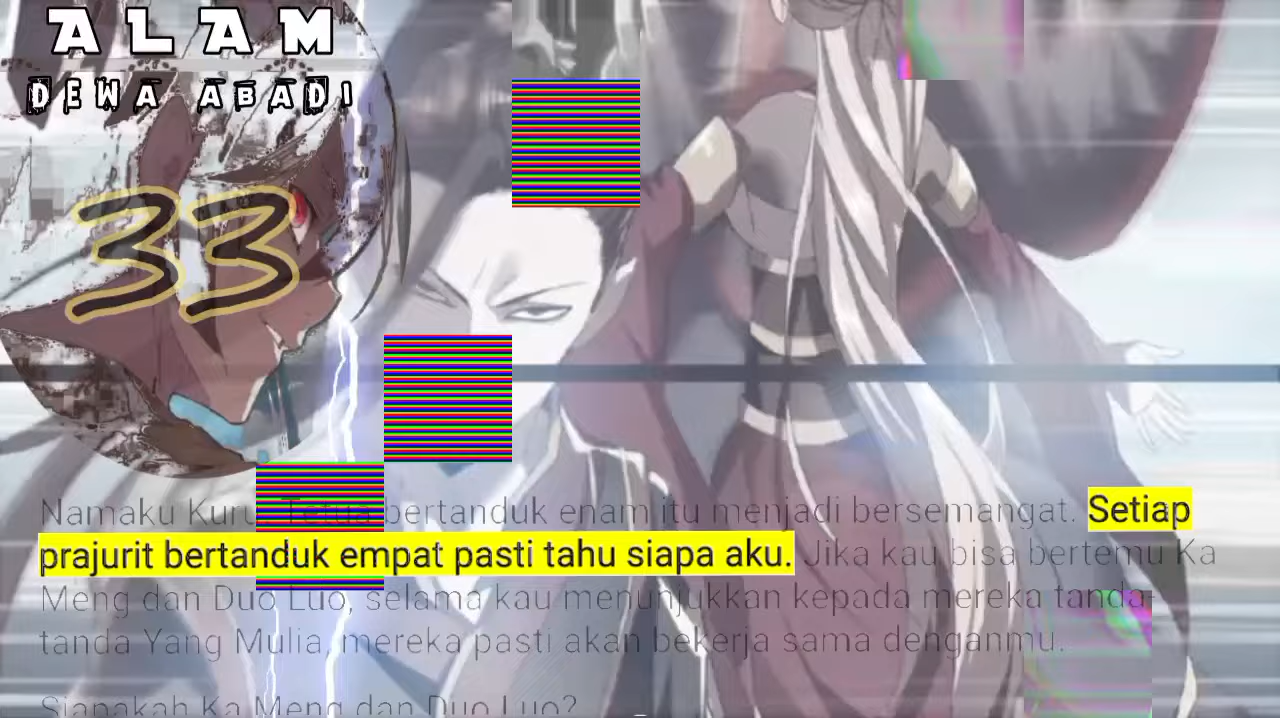 ALAM
DEWA ABADI
33
Namaku Kuru. Tetua bertanduk enam itu menjadi bersemangat. Setiap
prajurit bertanduk empat pasti tahu siapa aku. Jika kau bisa bertemu Ka
Meng dan Duo Luo, selama kau menunjukkan kepada mereka tanda-
tanda Yang Mulia, mereka pasti akan bekerja sama denganmu.
Siapakah Ka Meng dan Duo Luo?